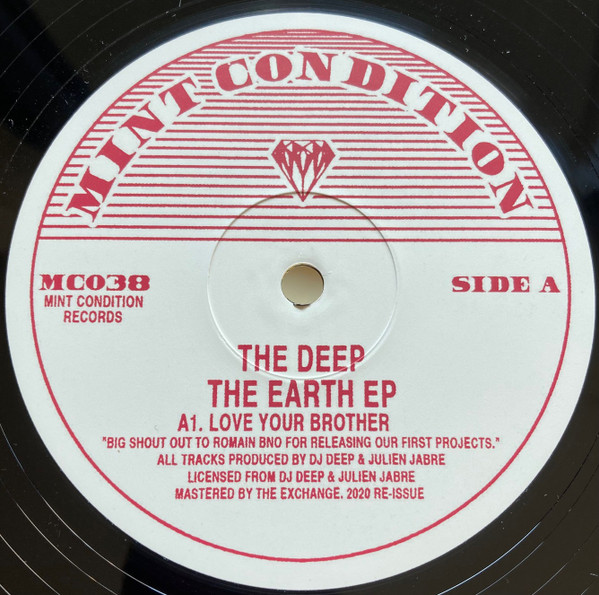 MINT CONDITION
MC038
MINT CONDITION
RECORDS
SIDE A
THE DEEP
THE EARTH EP
A1. LOVE YOUR BROTHER
"BIG SHOUT OUT TO ROMAIN BNO FOR RELEASING OUR FIRST PROJECTS."
ALL TRACKS PRODUCED BY DJ DEEP & JULIEN JABRE
LICENSED FROM DJ DEEP & JULIEN JABRE
MASTERED BY THE EXCHANGE. 2020 RE-ISSUE